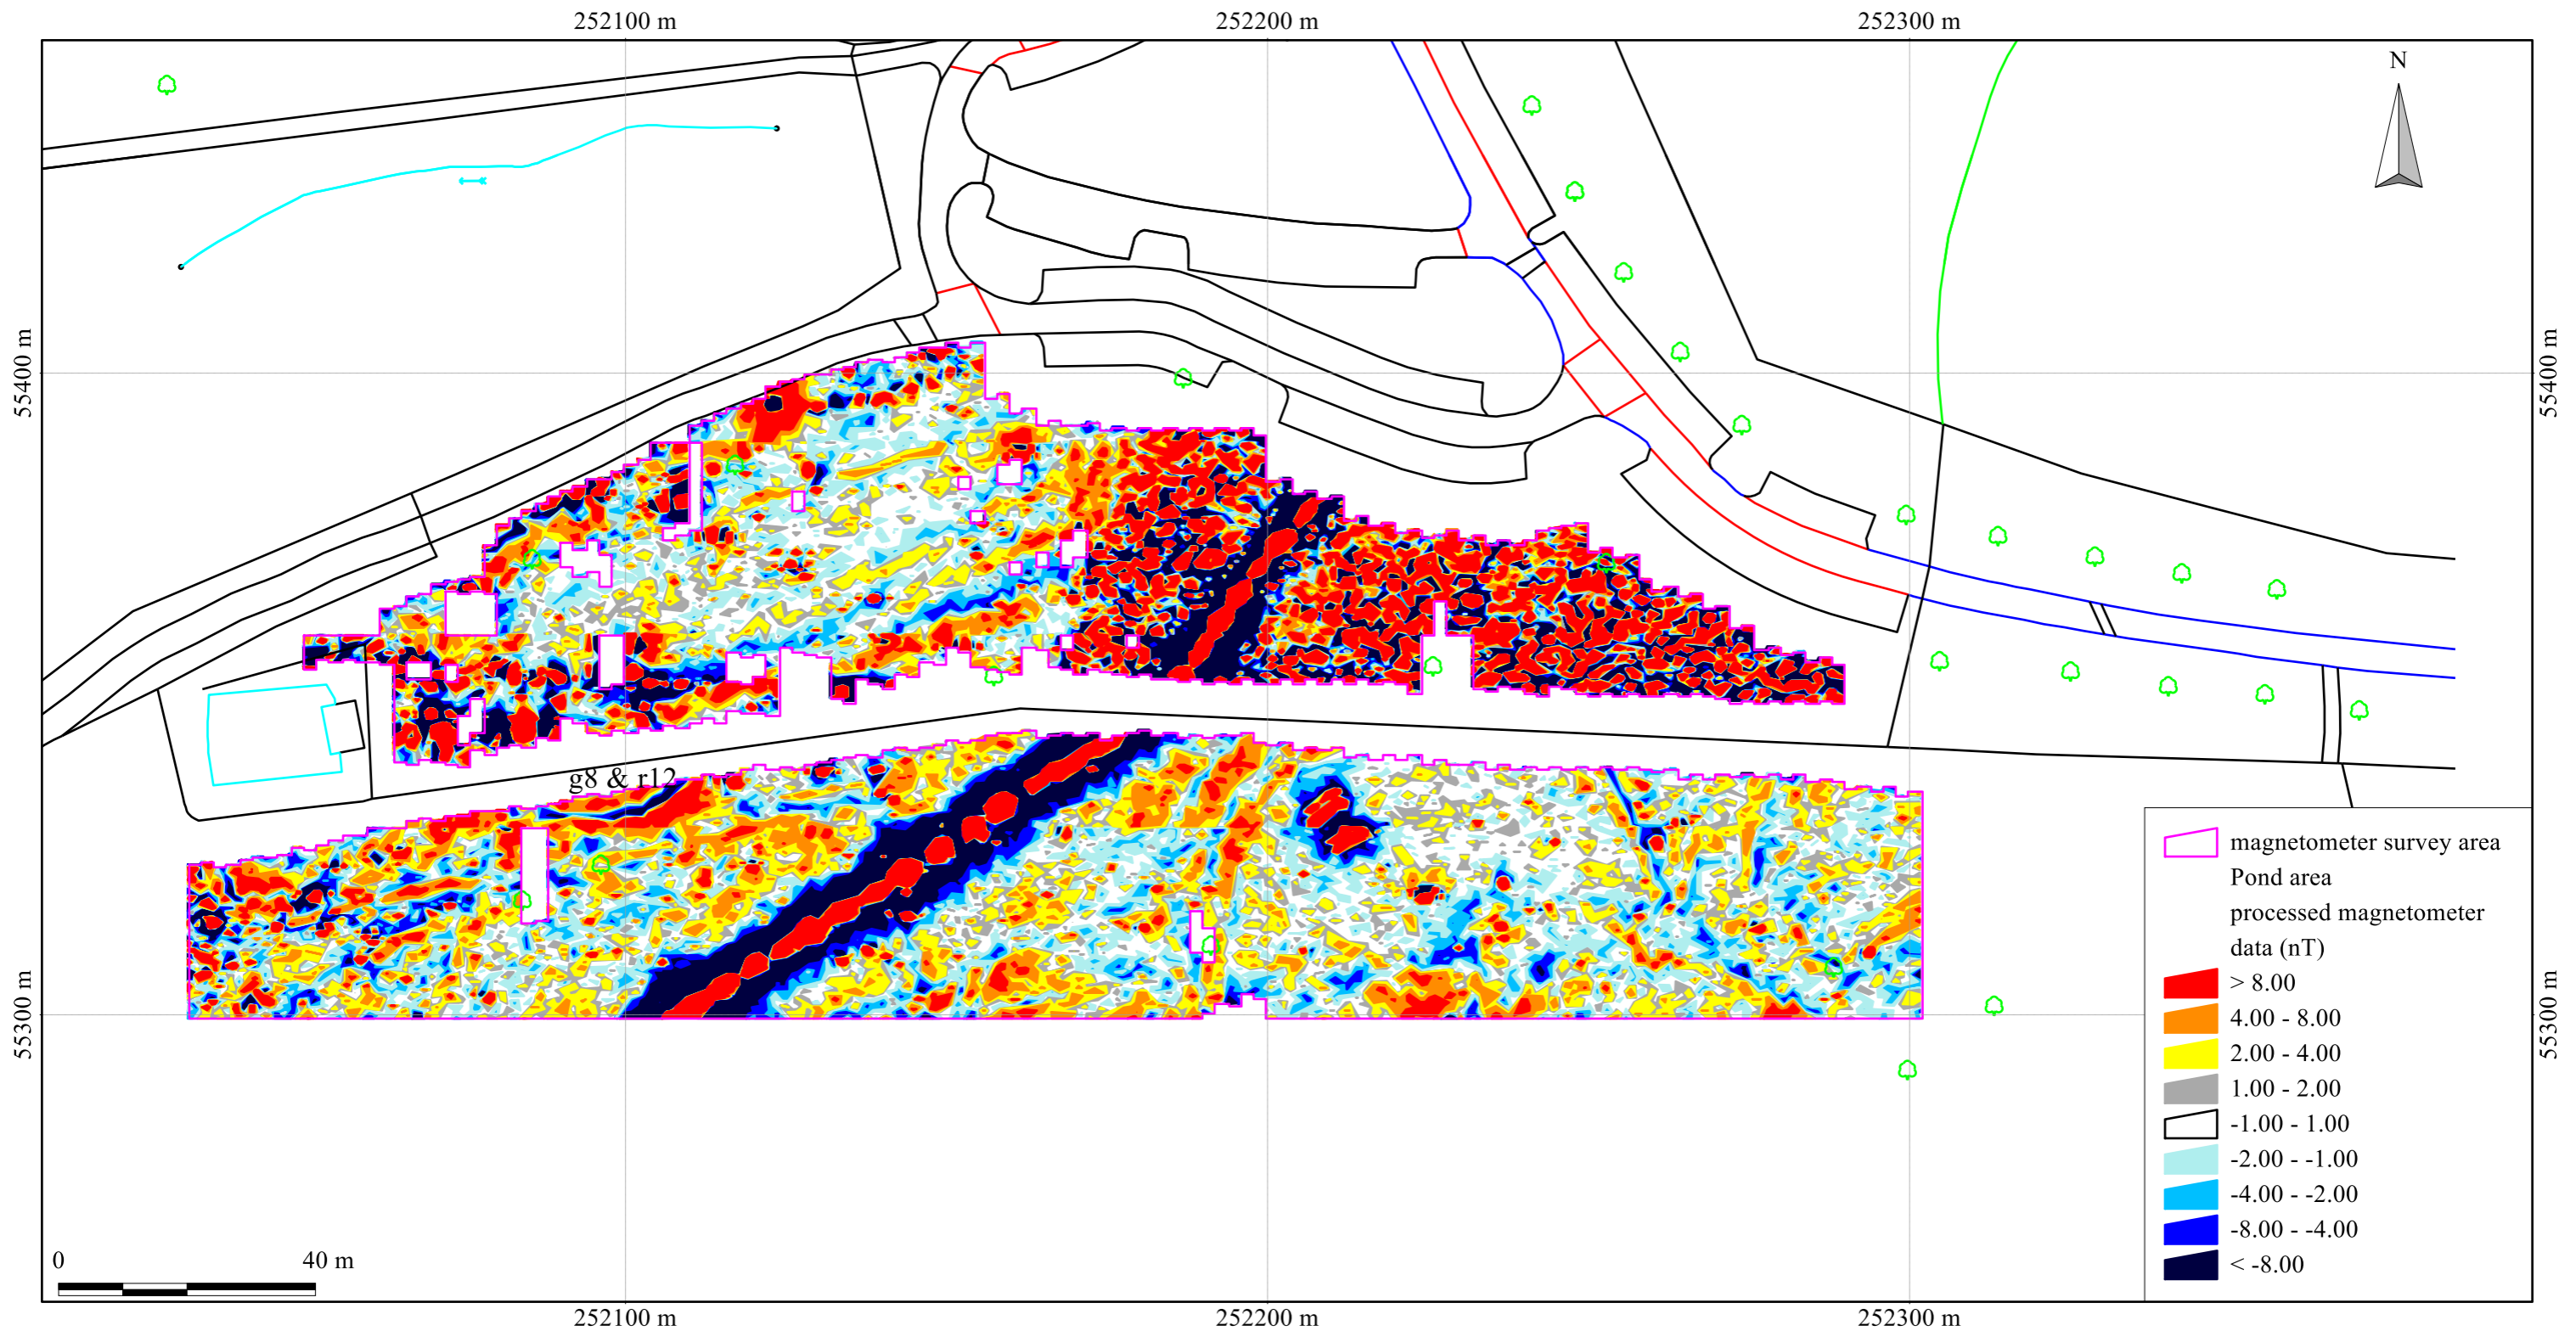 252100 m 252200 m 252300 m
N
55400 m 55400 m
g8 & r12
magnetometer survey area
Pond area
processed magnetometer
data (nT)
> 8.00
4.00 - 8.00
2.00 - 4.00
1.00 - 2.00
-1.00 - 1.00
-2.00 - -1.00
-4.00 - -2.00
-8.00 - -4.00
< -8.00
55300 m 55300 m
0 40 m
252100 m 252200 m 252300 m